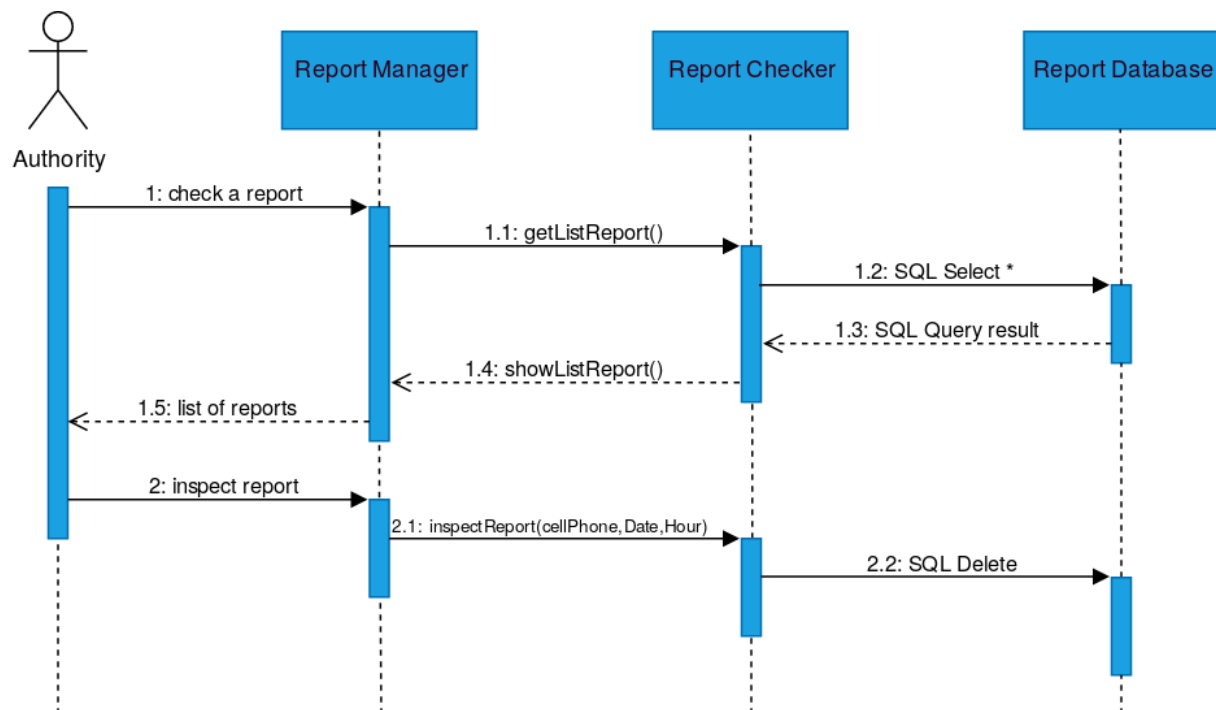 Report Manager
Report Checker
Report Database
Authority
1: check a report
1.1: getListReport()
1.2: SQL Select *
1.3: SQL Query result
1.4: showListReport()
1.5: list of reports
2: inspect report
2.1: inspectReport(cellPhone,Date,Hour)
2.2: SQL Delete